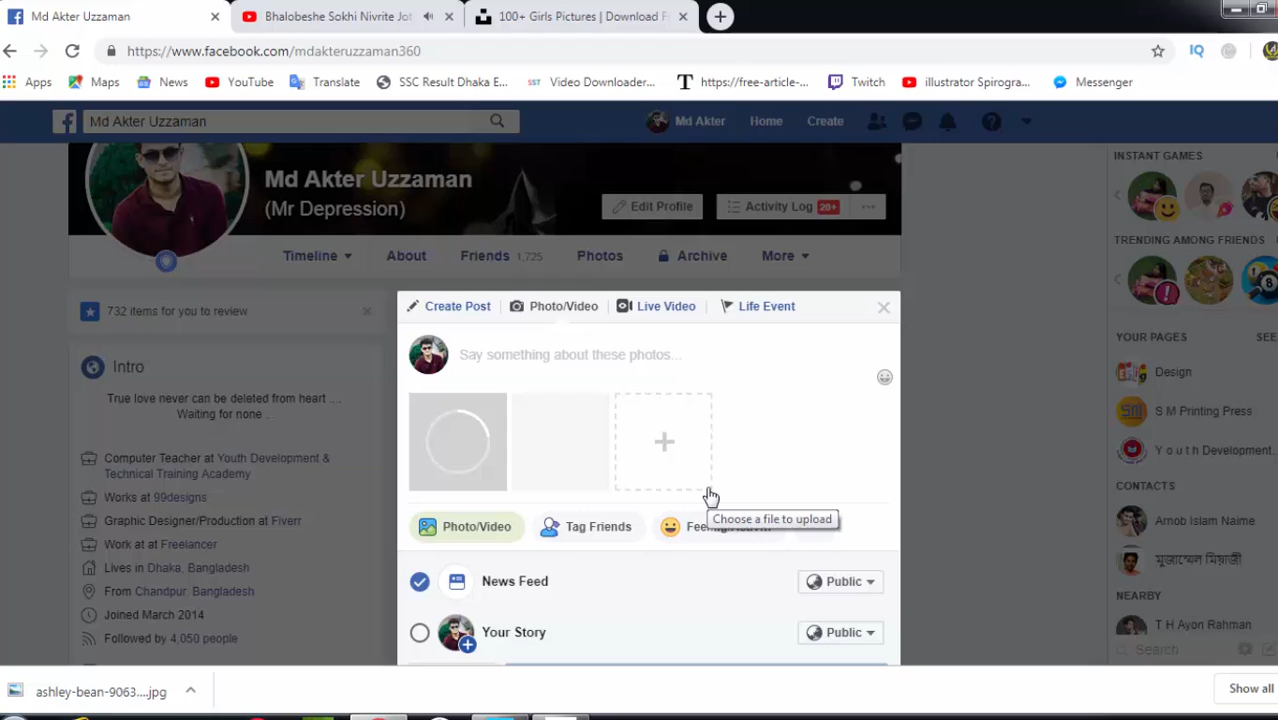 Md Akter Uzzaman
Bhalobeshe Sokhi Nivrite Jot
100+ Girls Pictures | Download F
https://www.facebook.com/mdakteruzzaman360
IQ
Apps
Maps
News
YouTube
Translate
SSC Result Dhaka E...
SST
Video Downloader...
T
https://free-article-...
Twitch
illustrator Spirogra...
Messenger
Md Akter Uzzaman
Md Akter
Home
Create
INSTANT GAMES
Md Akter Uzzaman
(Mr Depression)
Edit Profile
Activity Log 20+
TRENDING AMONG FRIENDS
Timeline
About
Friends 1,725
Photos
Archive
More
732 items for you to review
Create Post
Photo/Video
Live Video
Life Event
YOUR PAGES
SEE
Intro
Say something about these photos...
Design
True love never can be deleted from heart ....
Waiting for none ..
S M Printing Press
Computer Teacher at Youth Development &
Technical Training Academy
Y o u t h Development.
Works at 99designs
CONTACTS
Graphic Designer/Production at Fiverr
Choose a file to upload
Arnob Islam Name
Photo/Video
Tag Friends
Work at at Freelancer
মুজাম্মেল মিয়াজী
Lives in Dhaka, Bangladesh
News Feed
Public
From Chandpur, Bangladesh
NEARBY
Joined March 2014
T H Ayon Rahman
Followed by 4,050 people
Your Story
Public
Search
ashley-bean-9063....jpg
Show all